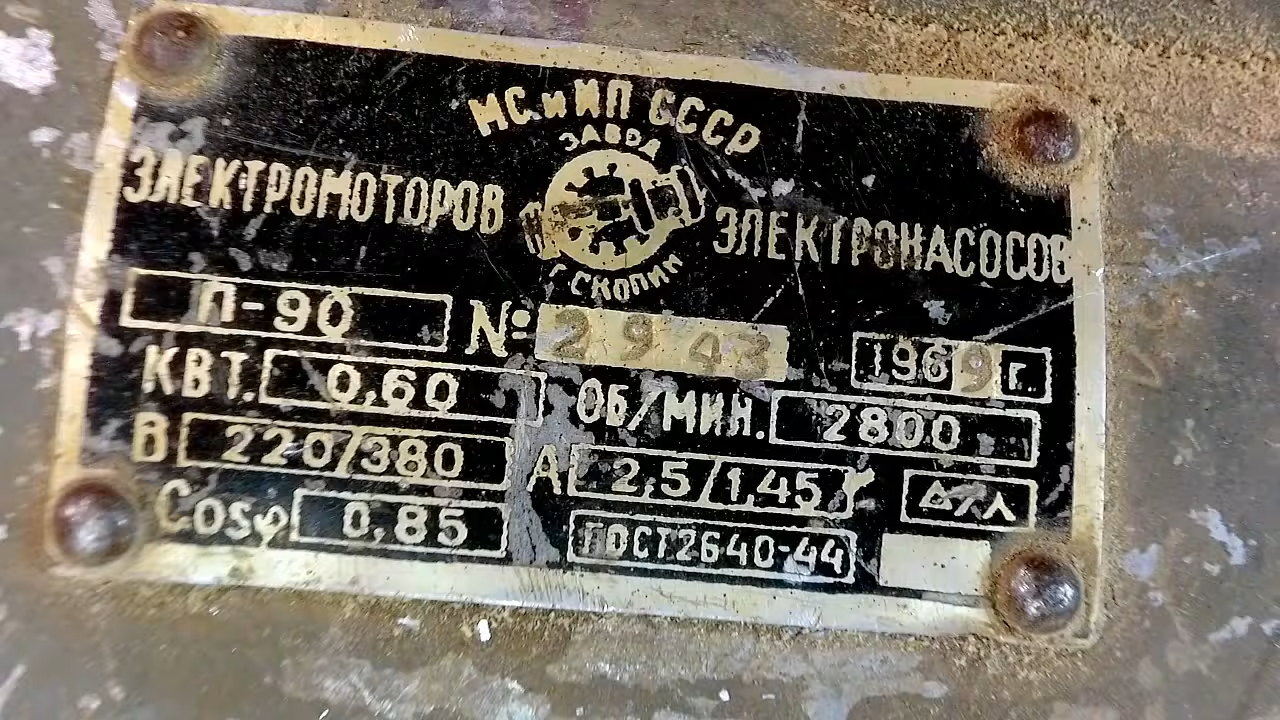 МС и ИП СССР
ЗАВОД
ЭЛЕКТРОМОТОРОВ ЭЛЕКТРОНАСОСОВ
Г. СКОПИН
П-90 № 2943 1969 г.
КВТ. 0,60 ОБ/МИН. 2800
В 220/380 А 2,5/1,45 Δ/⅄
Cosφ 0,85 ГОСТ 2640-44